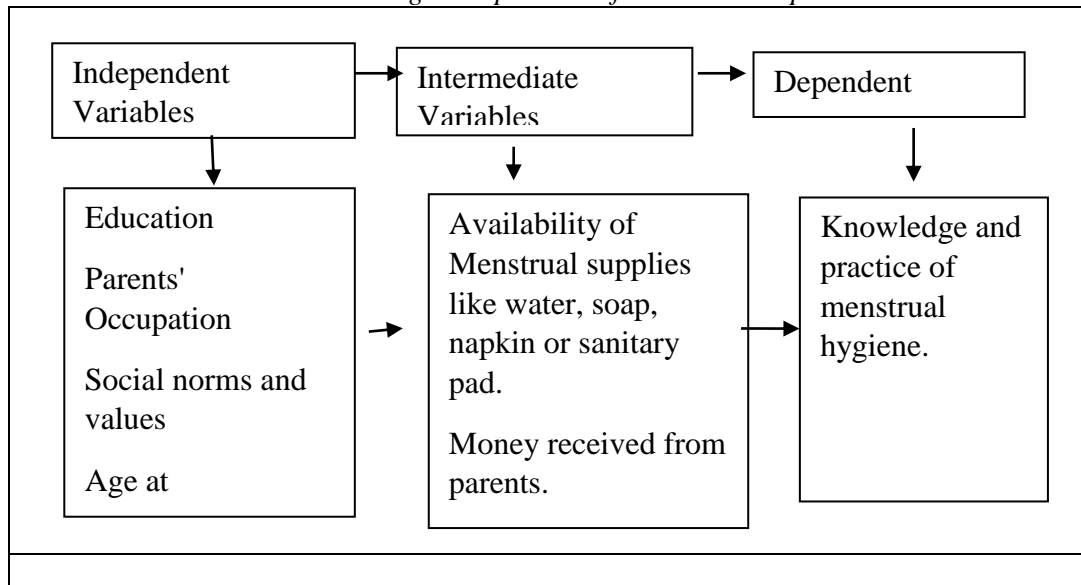 Independent
Variables
Intermediate
Variables
Dependent
Education
Parents'
Occupation
Social norms and
values
Age at
Availability of
Menstrual supplies
like water, soap,
napkin or sanitary
pad.
Money received from
parents.
Knowledge and
practice of
menstrual
hygiene.